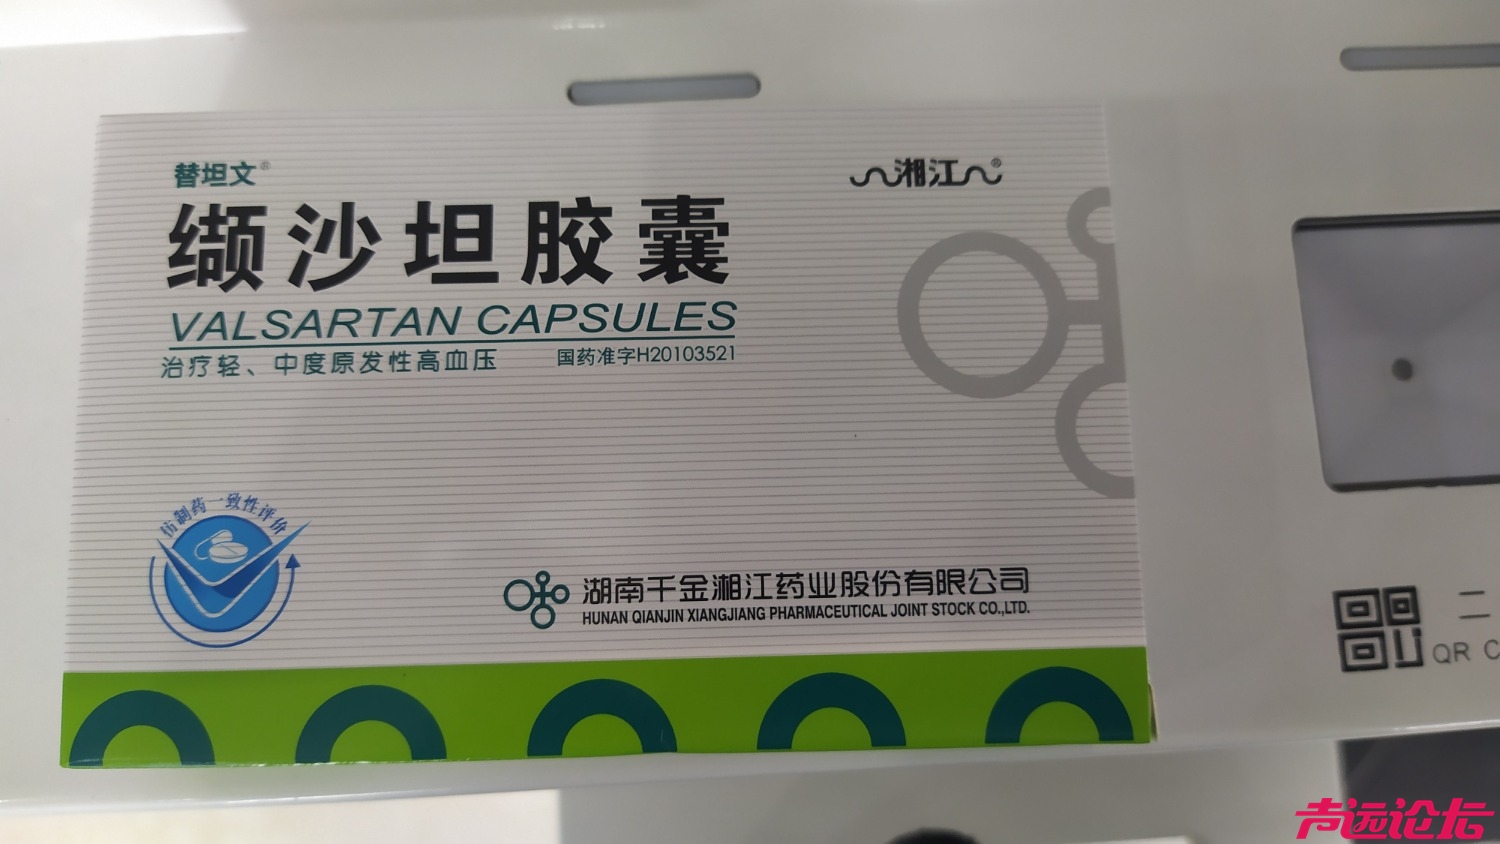 替坦文®
湘江®
缬沙坦胶囊
VALSARTAN CAPSULES
治疗轻、中度原发性高血压
国药准字H20103521
仿制药一致性评价
湖南千金湘江药业股份有限公司
HUNAN QIANJIN XIANGJIANG PHARMACEUTICAL JOINT STOCK CO.,LTD.
二
QR C
声远论坛